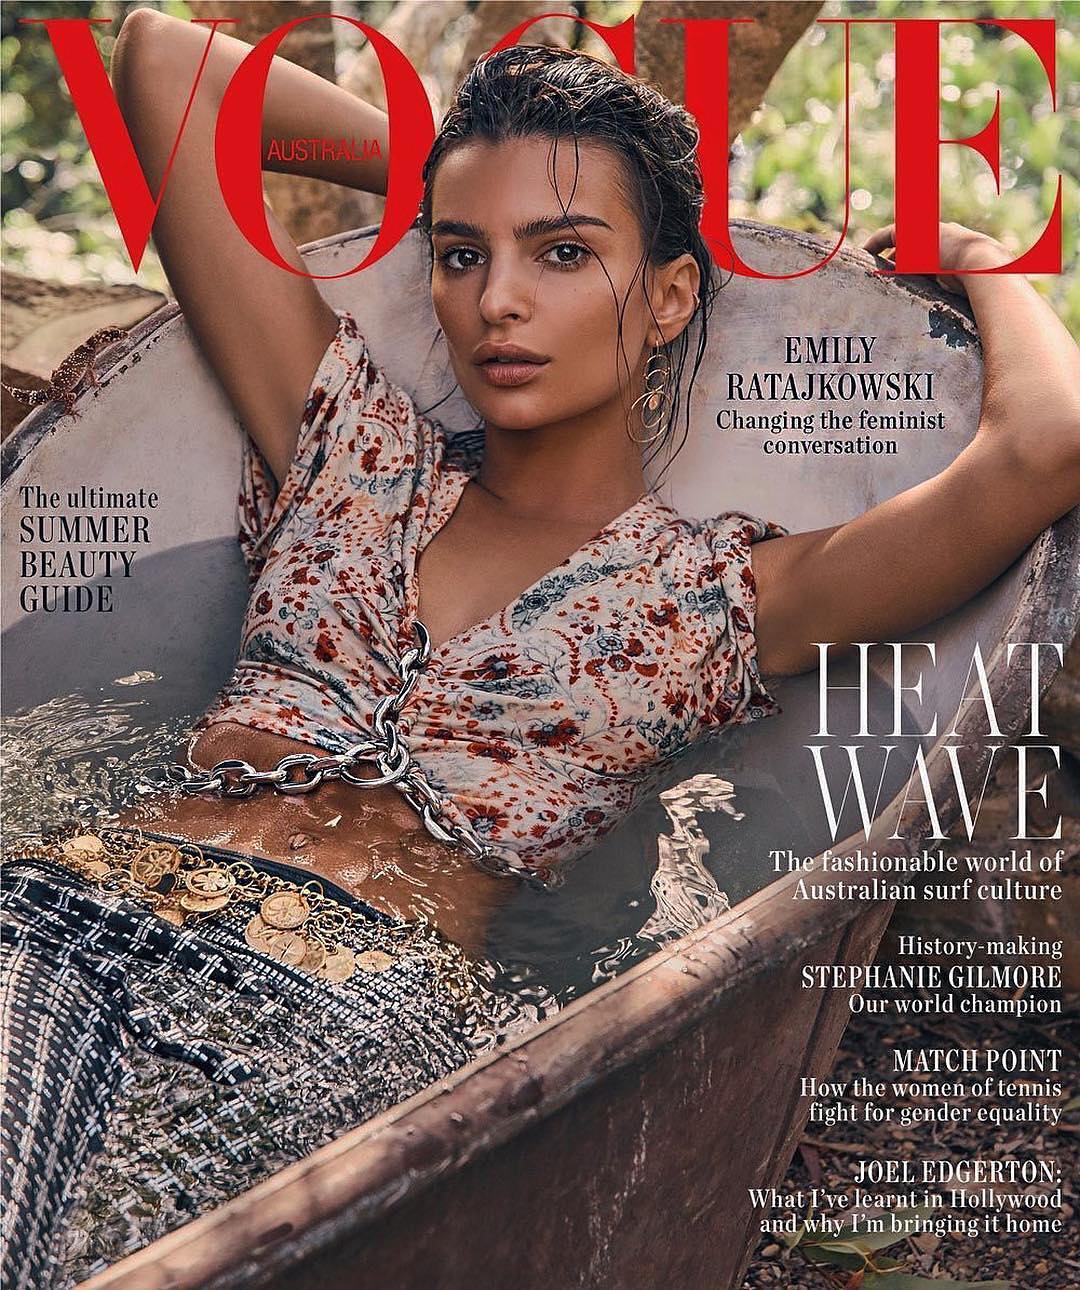 VOGUE
AUSTRALIA
EMILY
RATAJKOWSKI
Changing the feminist
conversation
The ultimate
SUMMER
BEAUTY
GUIDE
HEAT
WAVE
The fashionable world of
Australian surf culture
History-making
STEPHANIE GILMORE
Our world champion
MATCH POINT
How the women of tennis
fight for gender equality
JOEL EDGERTON:
What I've learnt in Hollywood
and why I'm bringing it home